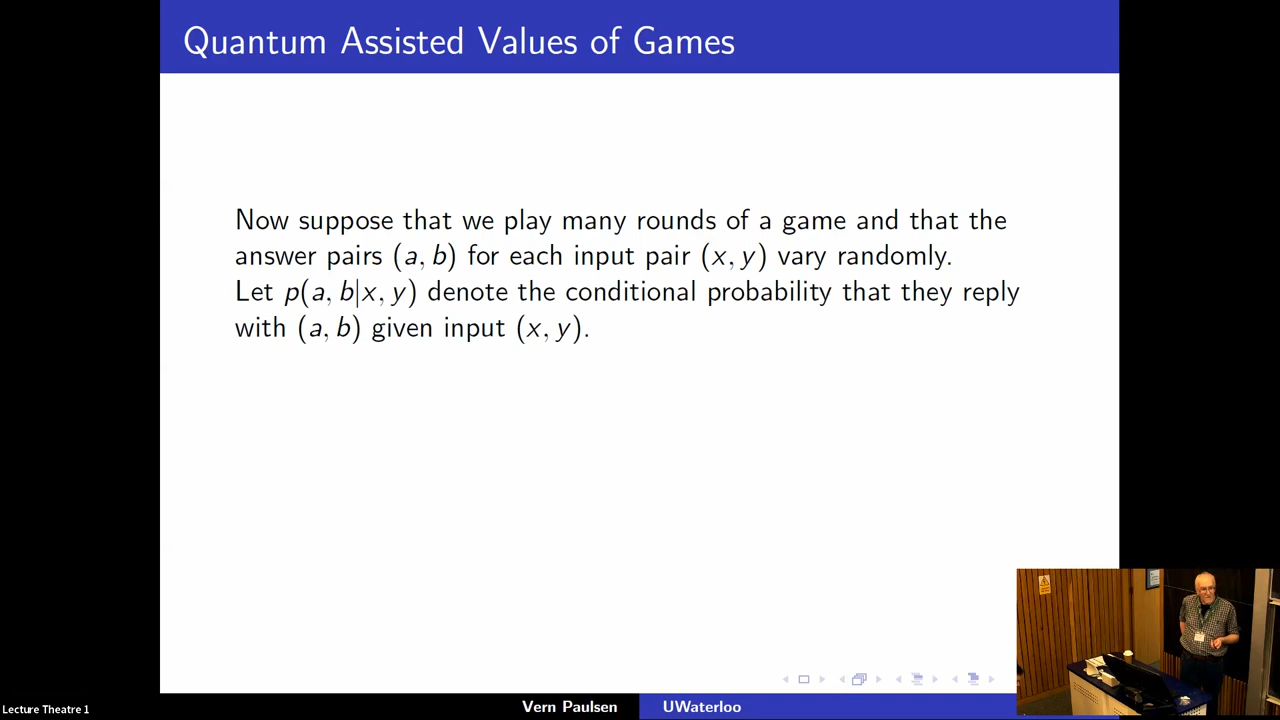 Quantum Assisted Values of Games
Now suppose that we play many rounds of a game and that the
answer pairs (a, b) for each input pair (x, y) vary randomly.
Let p(a, b|x, y) denote the conditional probability that they reply
with (a, b) given input (x, y).
Vern Paulsen
UWaterloo
Lecture Theatre 1